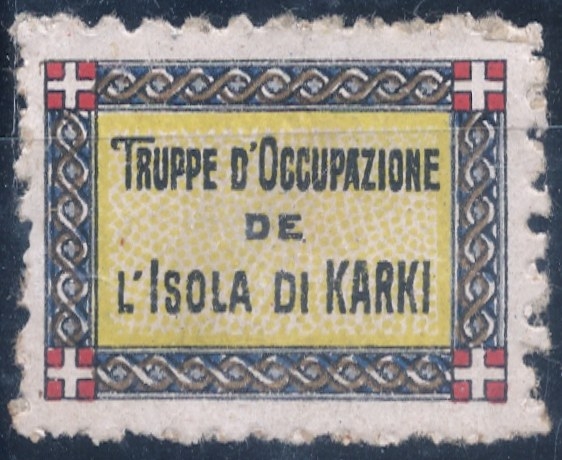 TRUPPE D'OCCUPAZIONE
DE
L'ISOLA DI KARKI